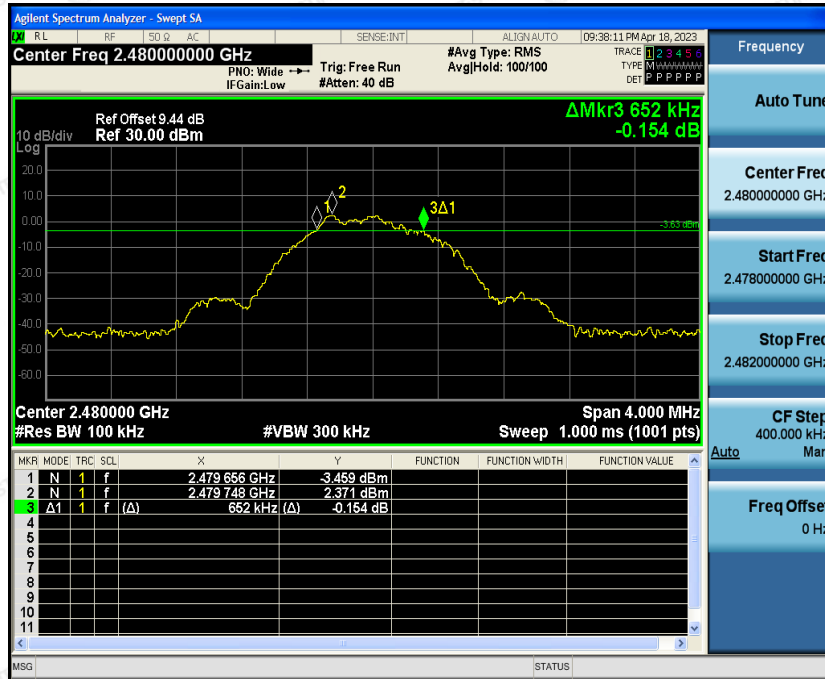 Agilent Spectrum Analyzer - Swept SA
RL RF 50 Ω AC SENSE:INT ALIGN AUTO 09:38:11 PM Apr 18, 2023
Center Freq 2.480000000 GHz
PNO: Wide
IFGain:Low
Trig: Free Run
#Atten: 40 dB
#Avg Type: RMS
Avg|Hold: 100/100
TRACE 1 2 3 4 5 6
TYPE M
DET P P P P P P
ΔMkr3 652 kHz
-0.154 dB
Ref Offset 9.44 dB
10 dB/div Ref 30.00 dBm
Log
20.0
10.0
0.00
-10.0
-20.0
-30.0
-40.0
-50.0
-60.0
1
2
3Δ1
-3.63 dBm
Center 2.480000 GHz Span 4.000 MHz
#Res BW 100 kHz #VBW 300 kHz Sweep 1.000 ms (1001 pts)
MKR MODE TRC SCL X Y FUNCTION FUNCTION WIDTH FUNCTION VALUE
1 N 1 f 2.479 656 GHz -3.459 dBm
2 N 1 f 2.479 748 GHz 2.371 dBm
3 Δ1 1 f (Δ) 652 kHz (Δ) -0.154 dB
4
5
6
7
8
9
10
11
MSG STATUS
Frequency
Auto Tune
Center Freq
2.480000000 GHz
Start Freq
2.478000000 GHz
Stop Freq
2.482000000 GHz
CF Step
400.000 kHz
Auto Man
Freq Offset
0 Hz